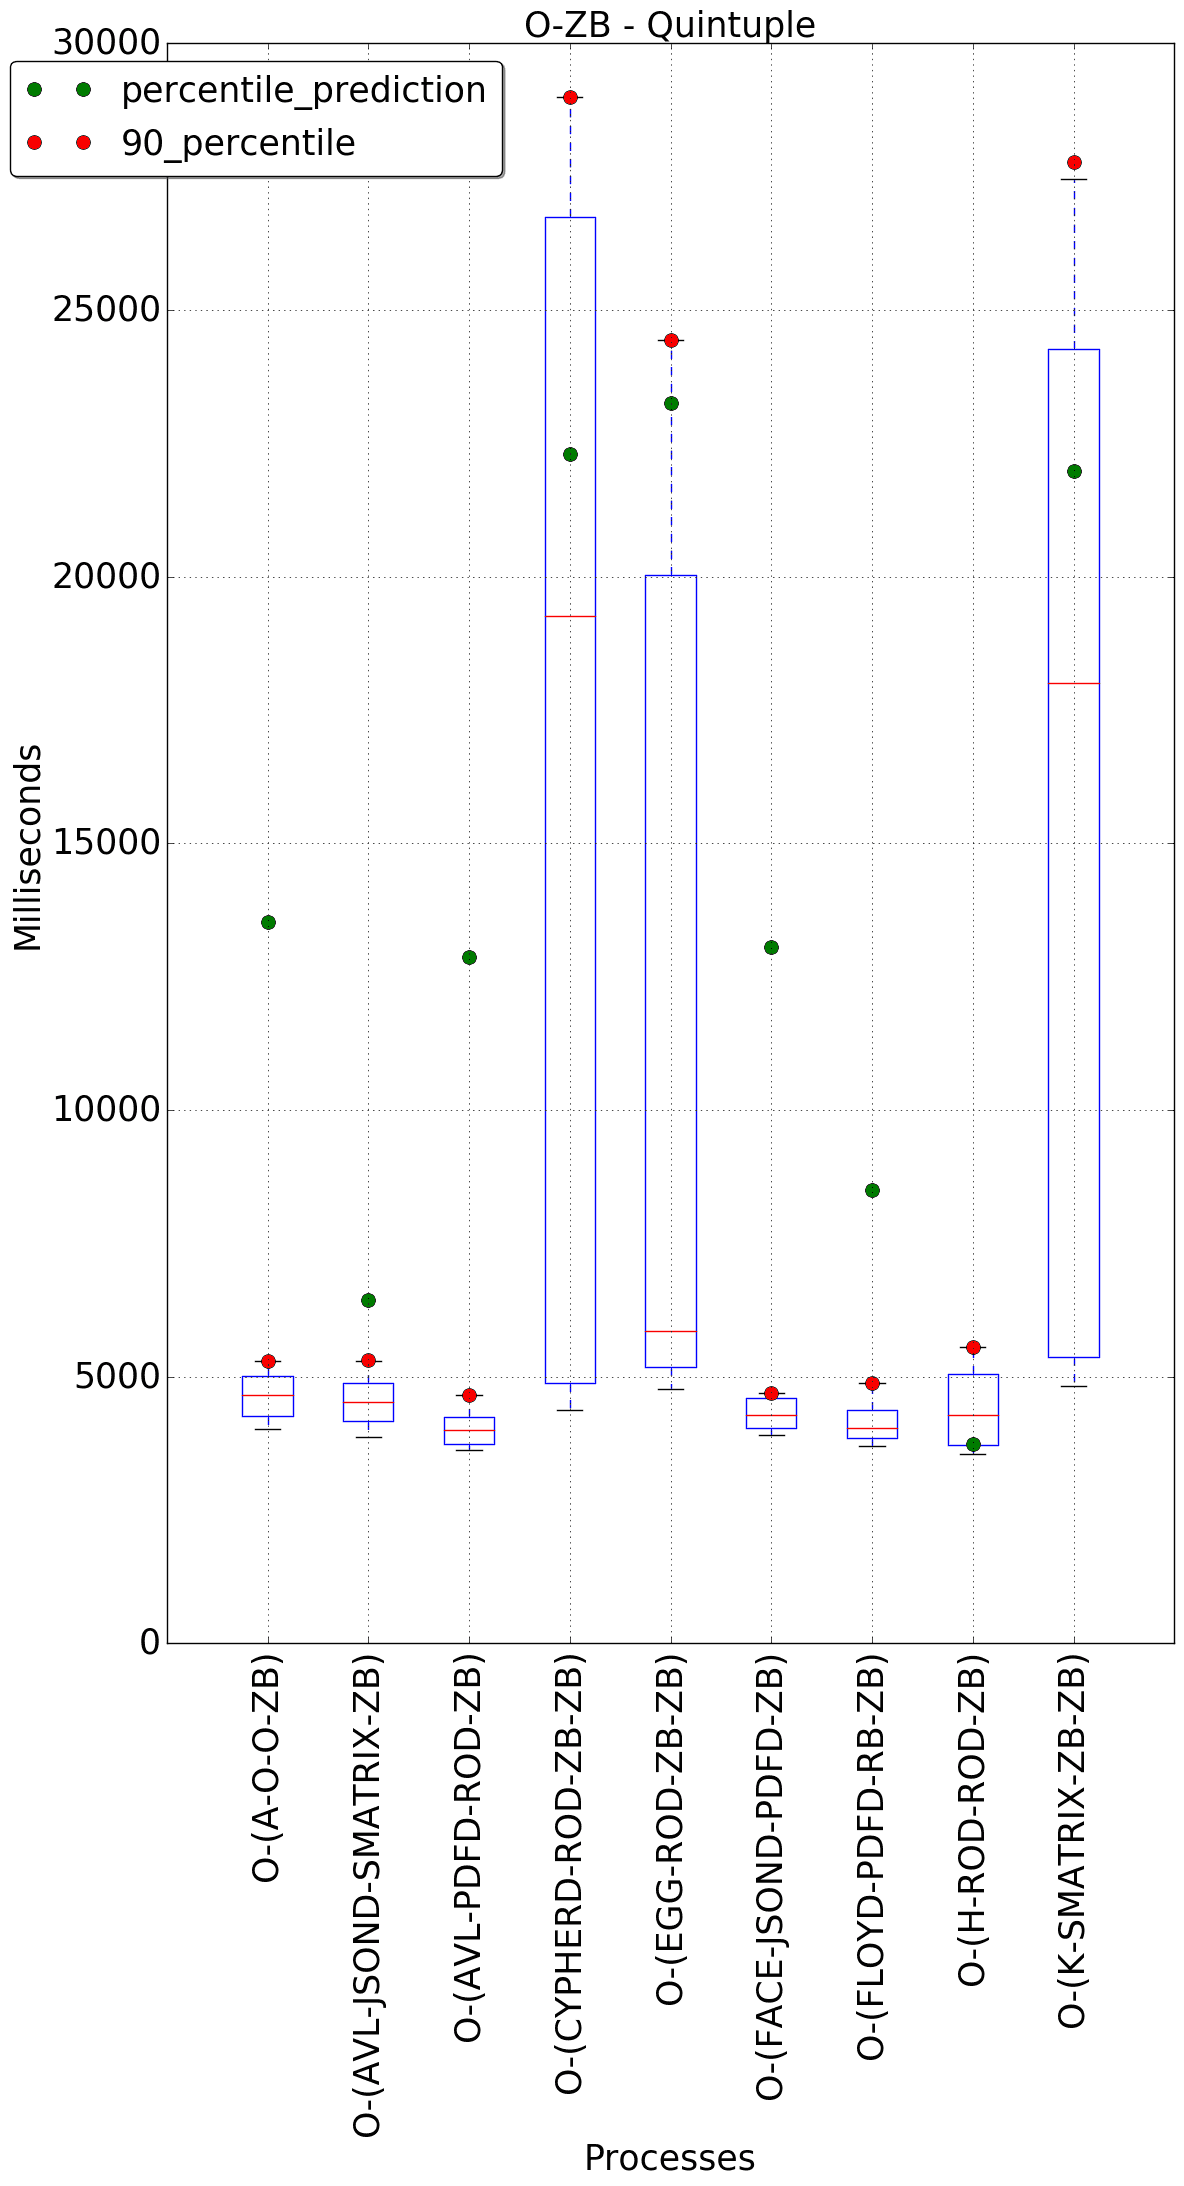 O-ZB - Quintuple
percentile_prediction
90_percentile
30000
25000
20000
15000
10000
5000
0
Milliseconds
O-(A-O-O-ZB)
O-(AVL-JSOND-SMATRIX-ZB)
O-(AVL-PDFD-ROD-ZB)
O-(CYPHERD-ROD-ZB-ZB)
O-(EGG-ROD-ZB-ZB)
O-(FACE-JSOND-PDFD-ZB)
O-(FLOYD-PDFD-RB-ZB)
O-(H-ROD-ROD-ZB)
O-(K-SMATRIX-ZB-ZB)
Processes